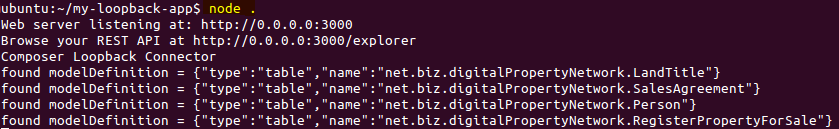 ubuntu:~/my-loopback-app$ node .
Web server listening at: http://0.0.0.0:3000
Browse your REST API at http://0.0.0.0:3000/explorer
Composer Loopback Connector
found modelDefinition = {"type":"table","name":"net.biz.digitalPropertyNetwork.LandTitle"}
found modelDefinition = {"type":"table","name":"net.biz.digitalPropertyNetwork.SalesAgreement"}
found modelDefinition = {"type":"table","name":"net.biz.digitalPropertyNetwork.Person"}
found modelDefinition = {"type":"table","name":"net.biz.digitalPropertyNetwork.RegisterPropertyForSale"}